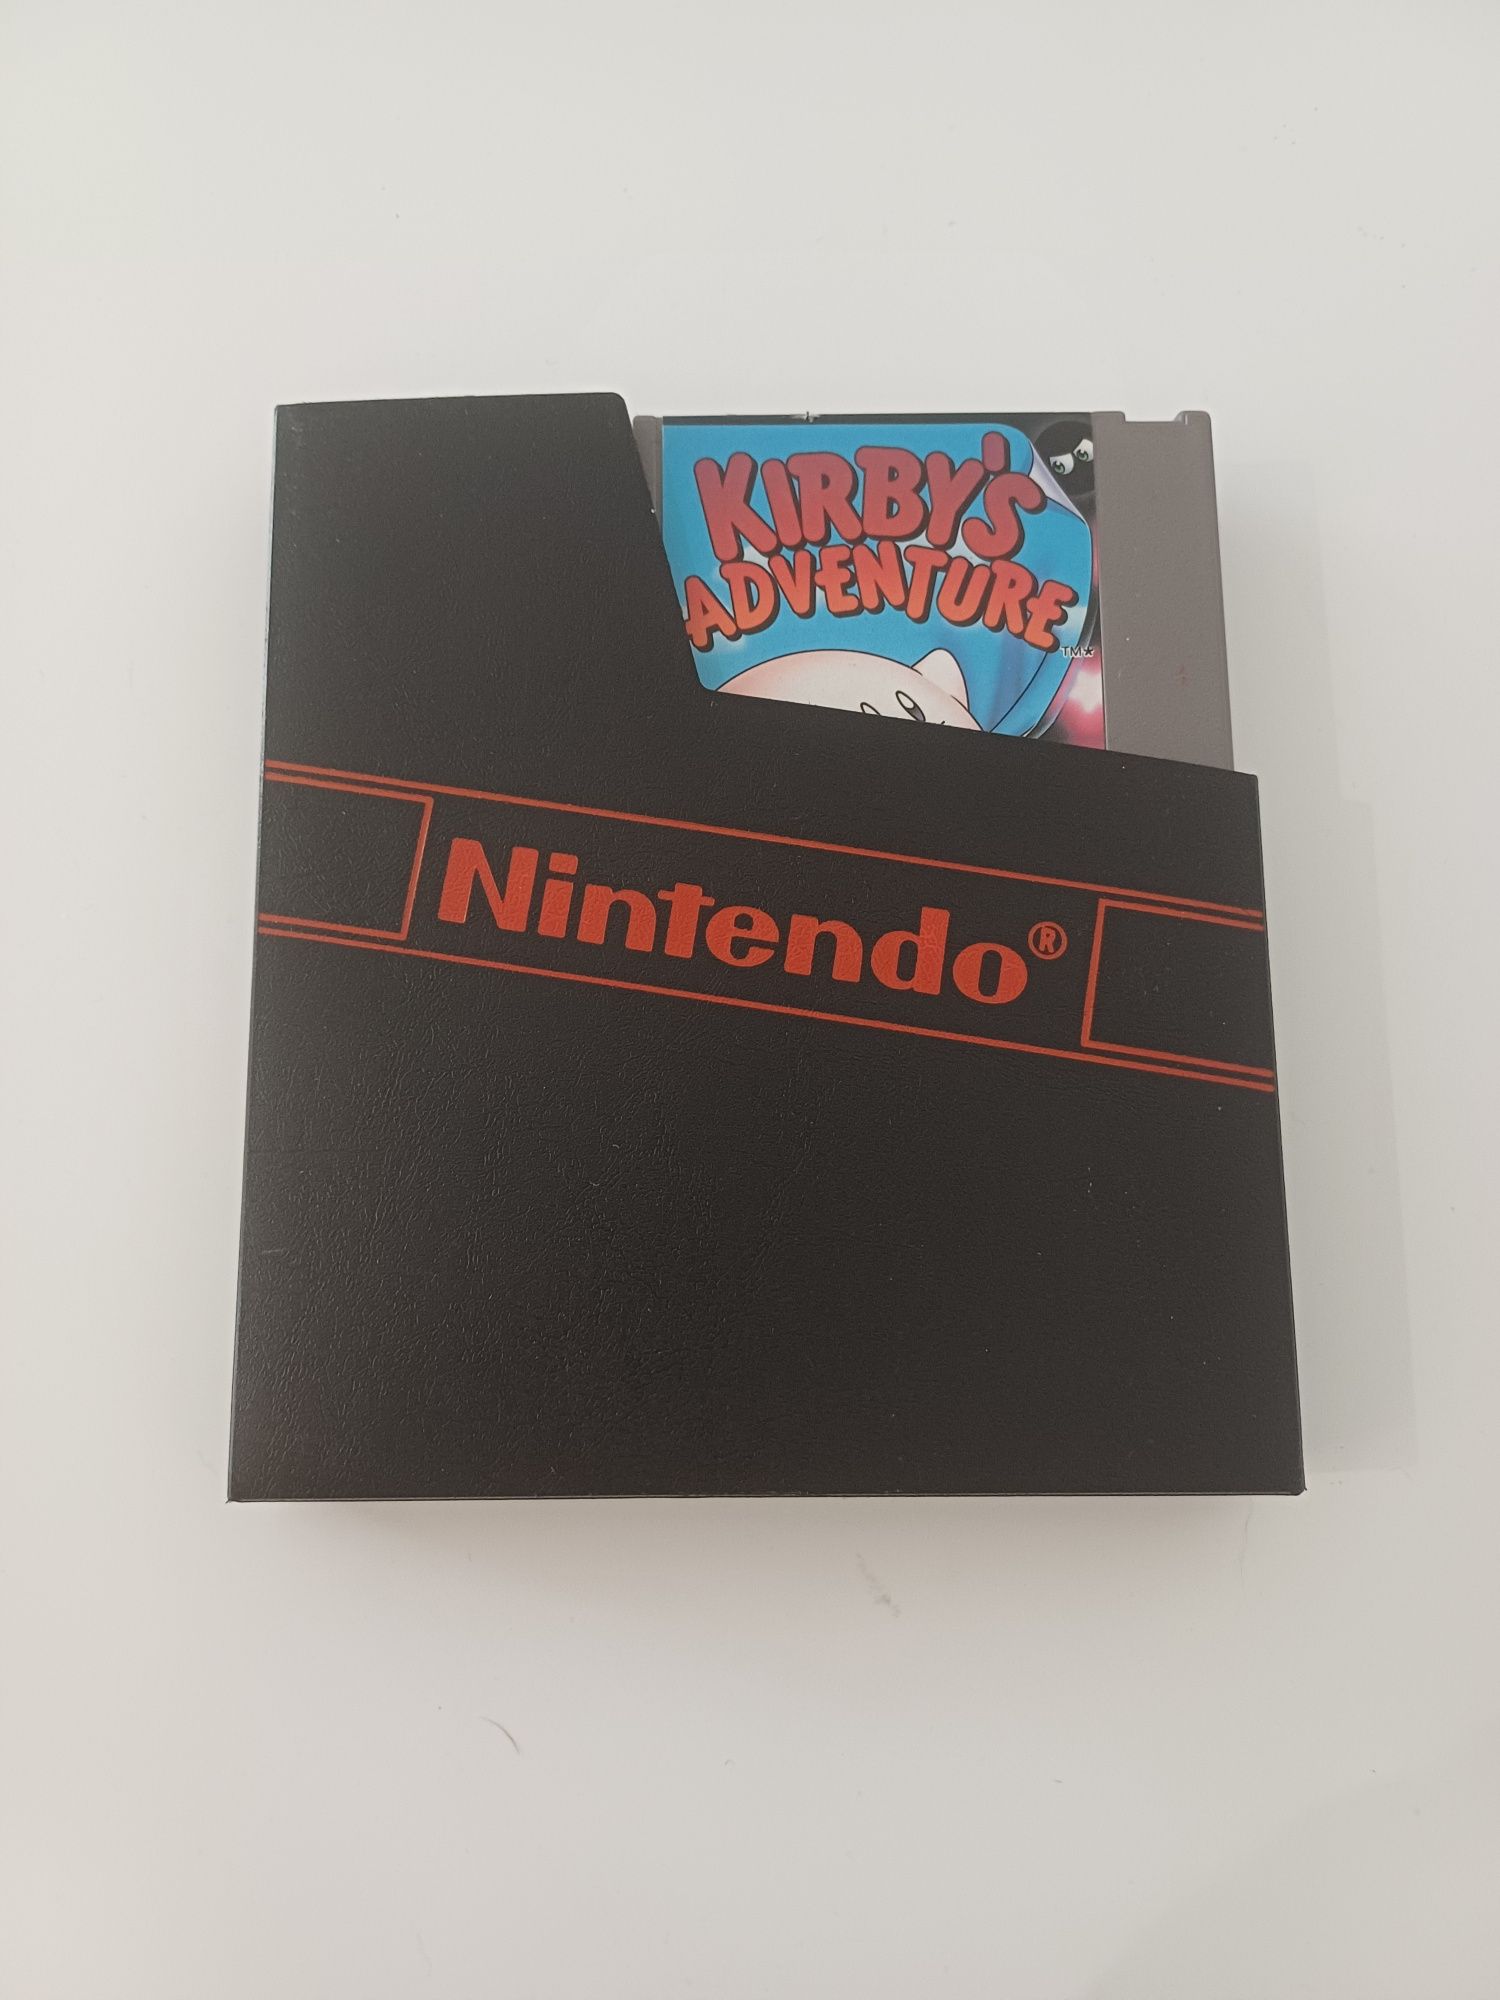 KIRBY'S
ADVENTURE
TM*
Nintendo®